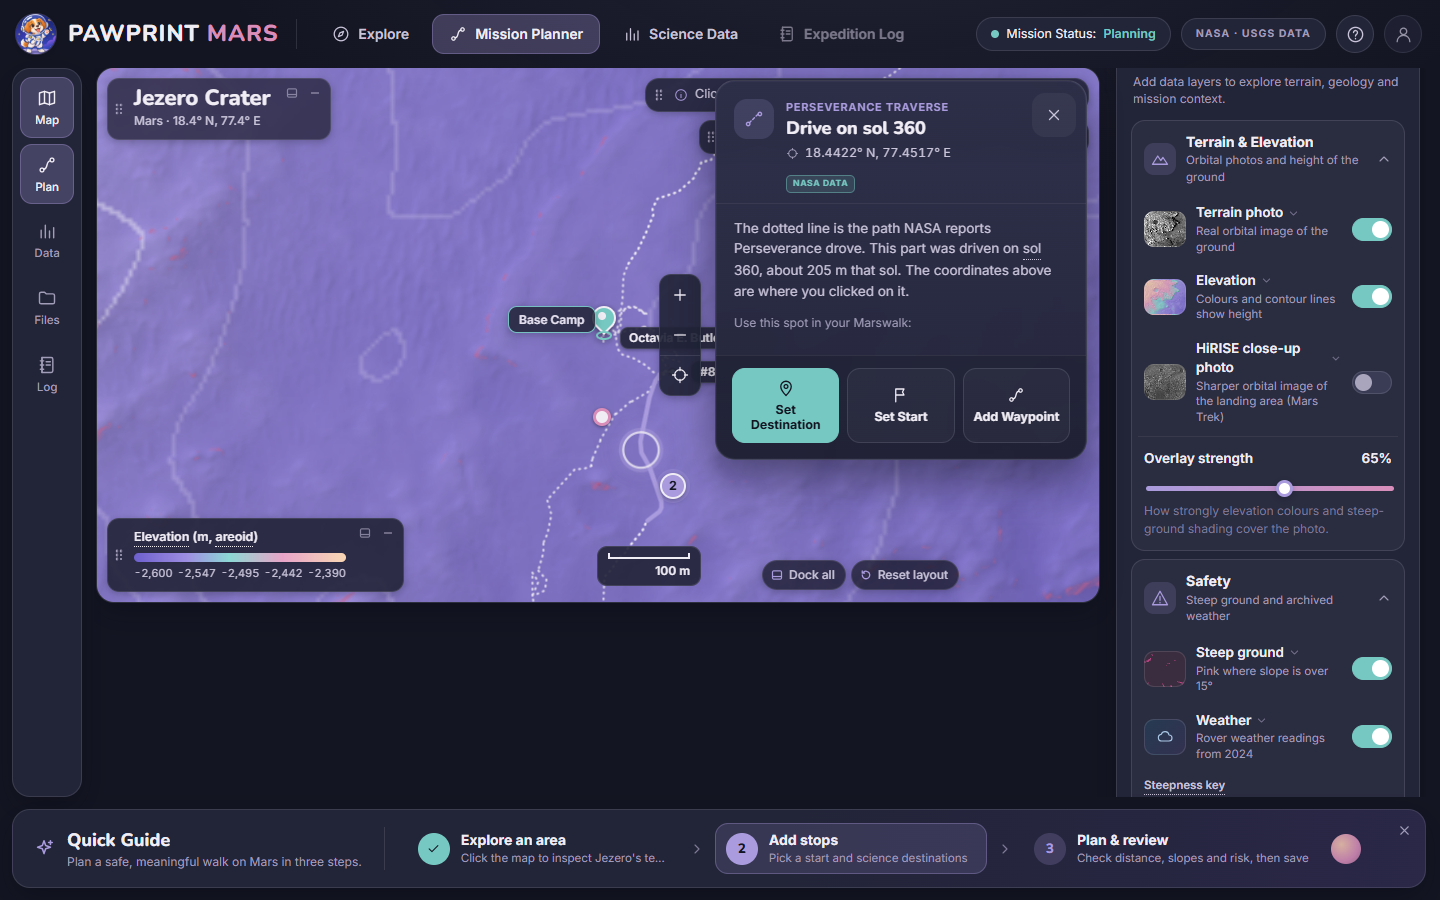 PAWPRINT MARS
Explore
Mission Planner
Science Data
Expedition Log
Mission Status: Planning
NASA · USGS DATA
Map
Plan
Data
Files
Log
Jezero Crater
Mars · 18.4° N, 77.4° E
Clic
PERSEVERANCE TRAVERSE
Drive on sol 360
18.4422° N, 77.4517° E
NASA DATA
The dotted line is the path NASA reports
Perseverance drove. This part was driven on sol
360, about 205 m that sol. The coordinates above
are where you clicked on it.
Use this spot in your Marswalk:
Set
Destination
Set Start
Add Waypoint
Base Camp
Octavia E. Butle
#8
2
Elevation (m, areoid)
-2,600 -2,547 -2,495 -2,442 -2,390
100 m
Dock all
Reset layout
Add data layers to explore terrain, geology and
mission context.
Terrain & Elevation
Orbital photos and height of the
ground
Terrain photo
Real orbital image of the
ground
Elevation
Colours and contour lines
show height
HiRISE close-up
photo
Sharper orbital image of
the landing area (Mars
Trek)
Overlay strength 65%
How strongly elevation colours and steep-
ground shading cover the photo.
Safety
Steep ground and archived
weather
Steep ground
Pink where slope is over
15°
Weather
Rover weather readings
from 2024
Steepness key
Quick Guide
Plan a safe, meaningful walk on Mars in three steps.
Explore an area
Click the map to inspect Jezero's te...
2
Add stops
Pick a start and science destinations
3
Plan & review
Check distance, slopes and risk, then save